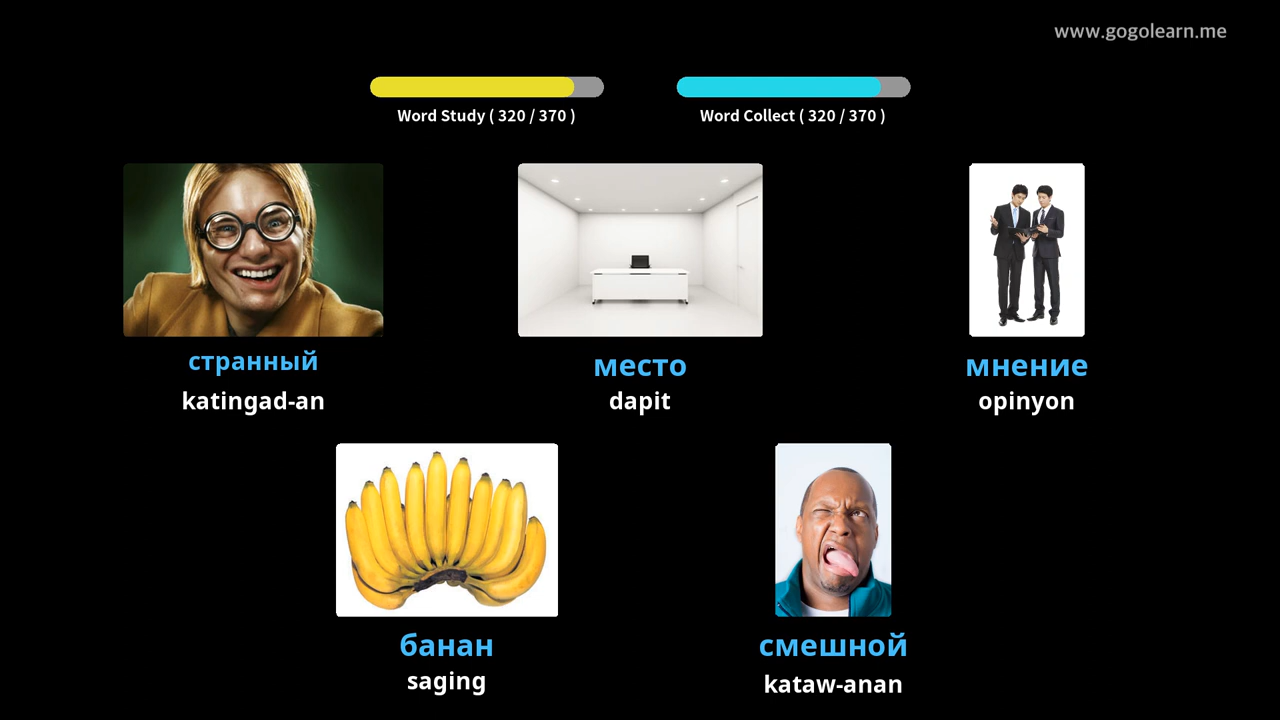 www.gogolearn.me
Word Study ( 320 / 370 )
Word Collect ( 320 / 370 )
странный
katingad-an
место
dapit
мнение
opinyon
банан
saging
смешной
kataw-anan